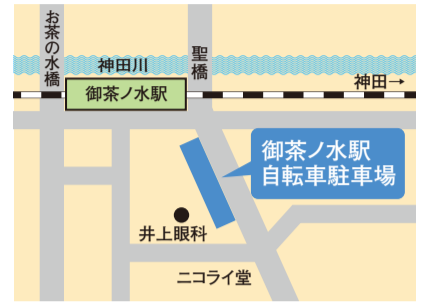 お茶の水橋
聖橋
神田川
神田→
御茶ノ水駅
御茶ノ水駅
自転車駐車場
井上眼科
ニコライ堂